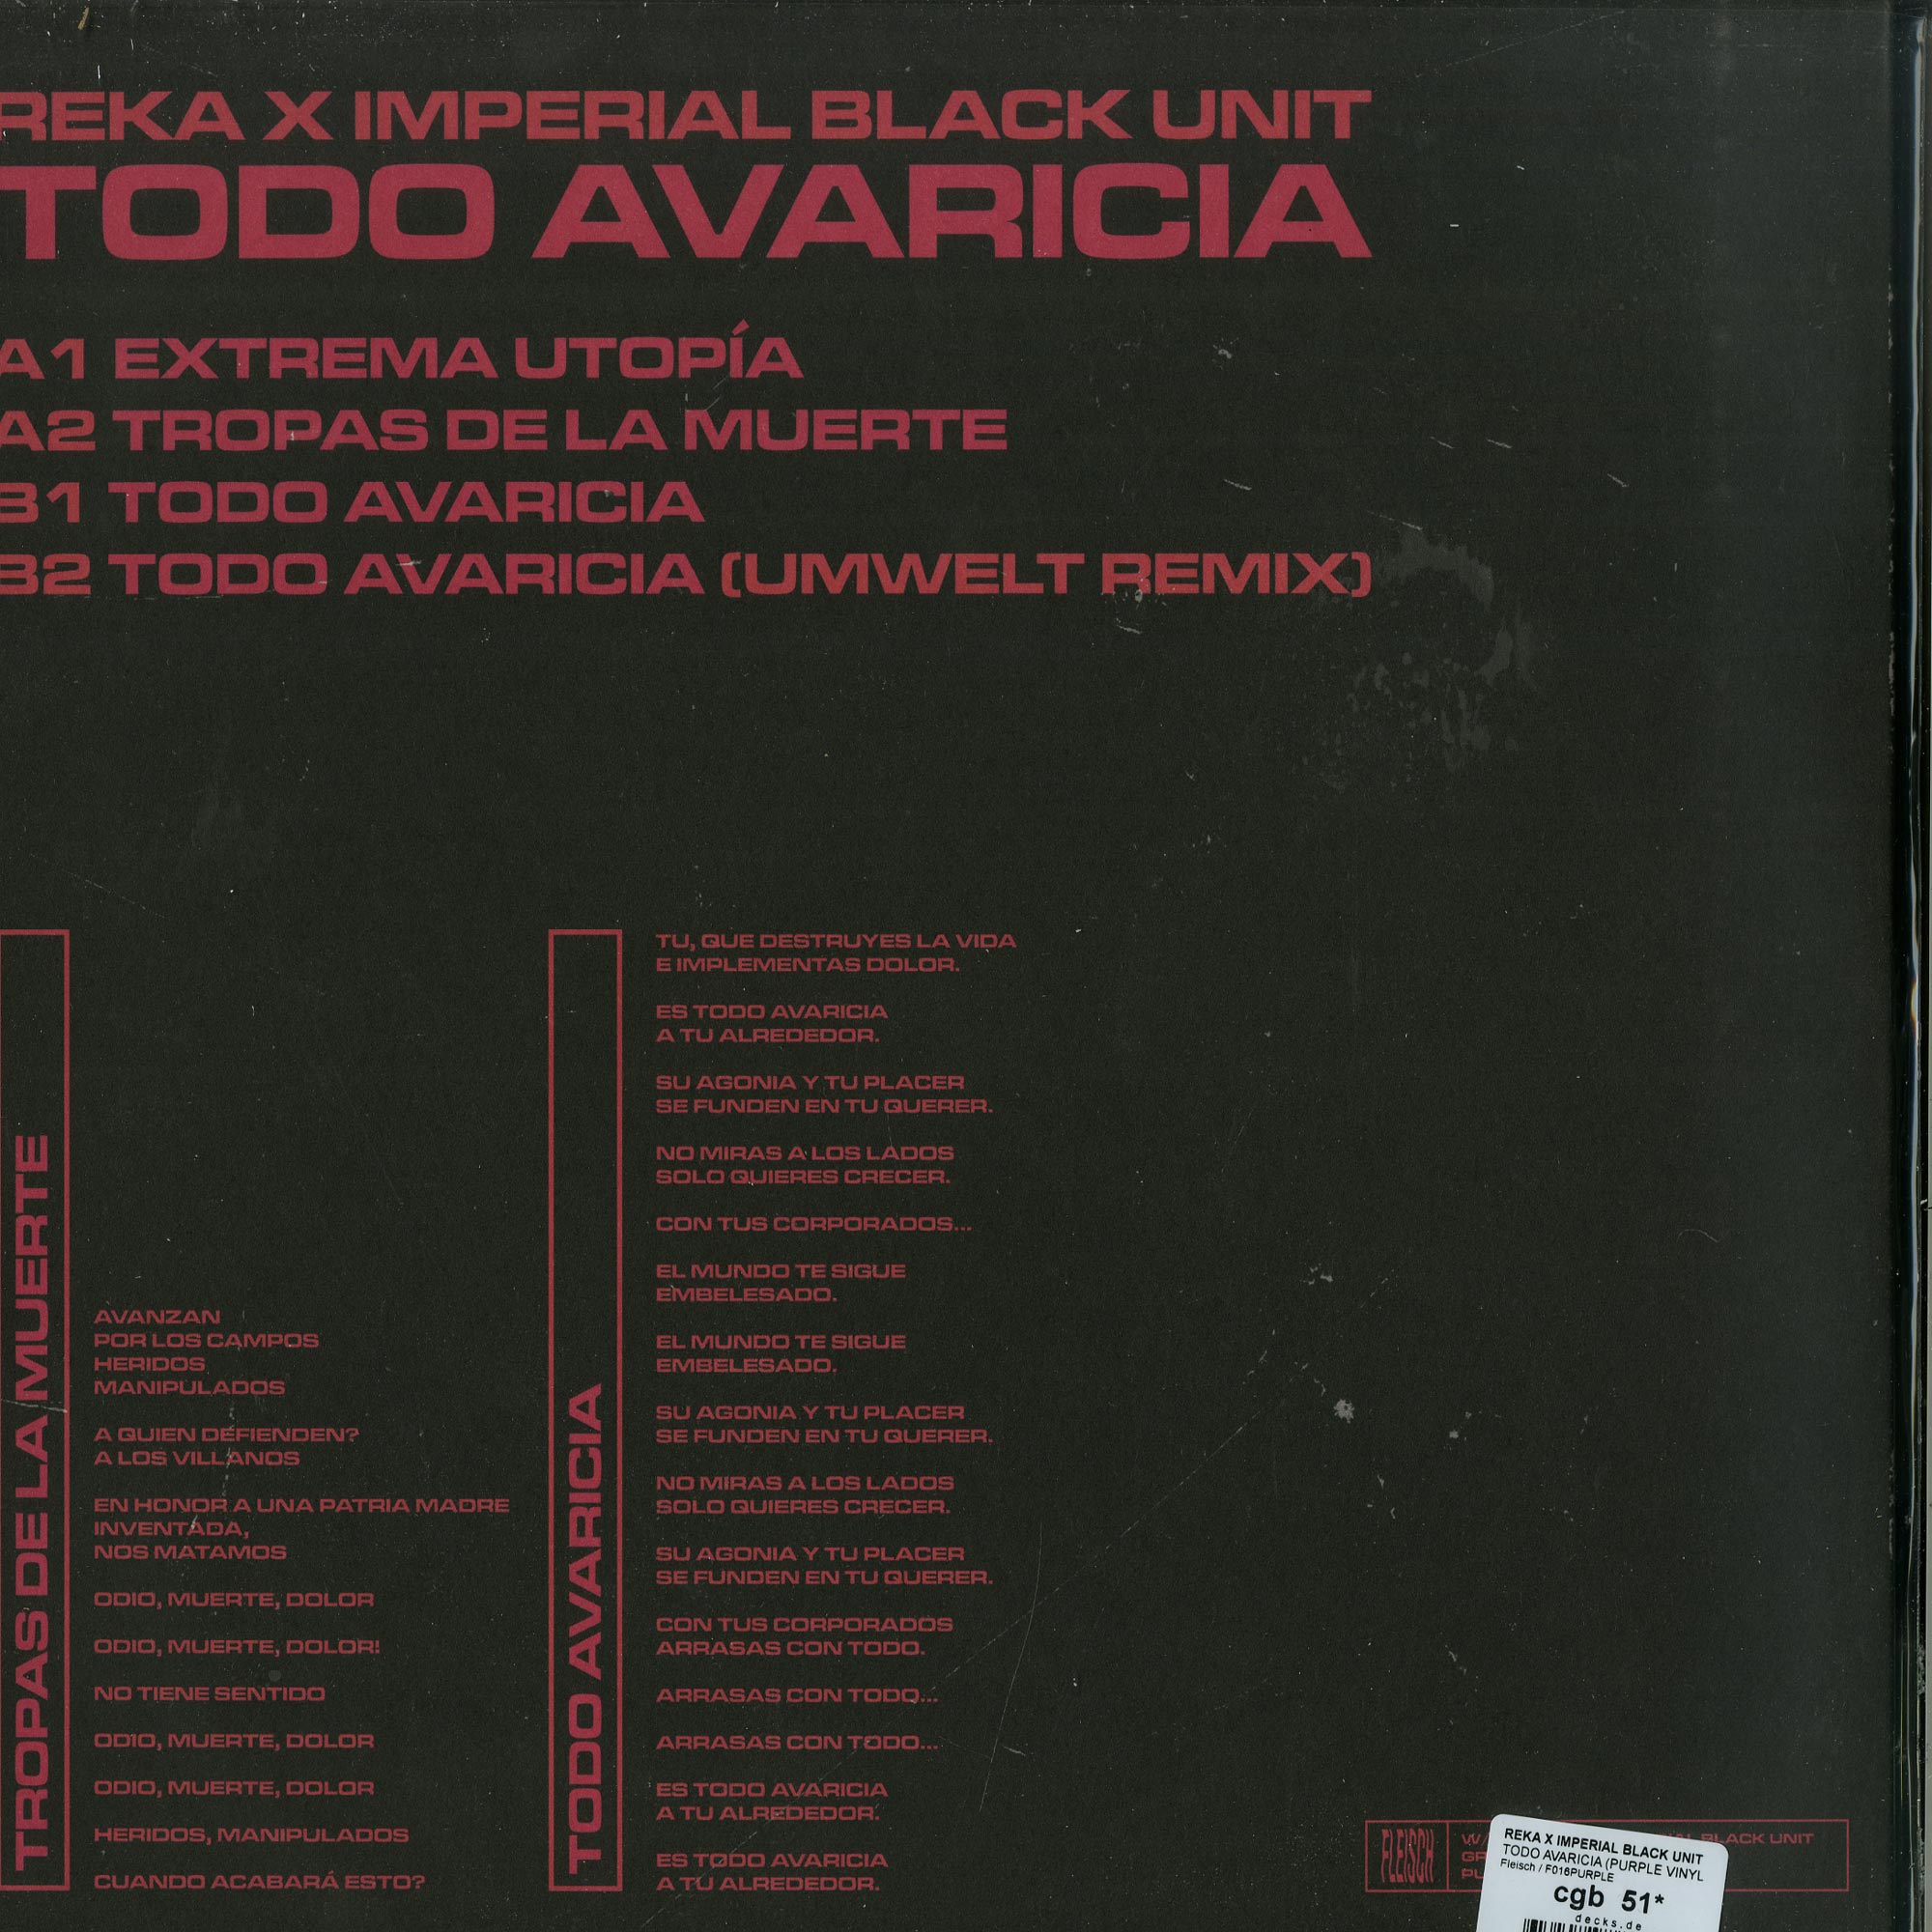 REKA X IMPERIAL BLACK UNIT
TODO AVARICIA
A1 EXTREMA UTOPÍA
A2 TROPAS DE LA MUERTE
B1 TODO AVARICIA
B2 TODO AVARICIA (UMWELT REMIX)
TROPAS DE LA MUERTE
AVANZAN
POR LOS CAMPOS
HERIDOS
MANIPULADOS
A QUIEN DEFIENDEN?
A LOS VILLANOS
EN HONOR A UNA PATRIA MADRE
INVENTADA,
NOS MATAMOS
ODIO, MUERTE, DOLOR
ODIO, MUERTE, DOLOR!
NO TIENE SENTIDO
OD1O, MUERTE, DOLOR
ODIO, MUERTE, DOLOR
HERIDOS, MANIPULADOS
CUANDO ACABARÁ ESTO?
TODO AVARICIA
TU, QUE DESTRUYES LA VIDA
E IMPLEMENTAS DOLOR.
ES TODO AVARICIA
A TU ALREDEDOR.
SU AGONIA Y TU PLACER
SE FUNDEN EN TU QUERER.
NO MIRAS A LOS LADOS
SOLO QUIERES CRECER.
CON TUS CORPORADOS...
EL MUNDO TE SIGUE
EMBELESADO.
EL MUNDO TE SIGUE
EMBELESADO.
SU AGONIA Y TU PLACER
SE FUNDEN EN TU QUERER.
NO MIRAS A LOS LADOS
SOLO QUIERES CRECER.
SU AGONIA Y TU PLACER
SE FUNDEN EN TU QUERER.
CON TUS CORPORADOS
ARRASAS CON TODO.
ARRASAS CON TODO...
ARRASAS CON TODO...
ES TODO AVARICIA
A TU ALREDEDOR.
ES TODO AVARICIA
A TU ALREDEDOR.
FLEISCH
BLACK UNIT
REKA X IMPERIAL BLACK UNIT
TODO AVARICIA (PURPLE VINYL
Fleisch / F016PURPLE
cgb 51*
decks.de